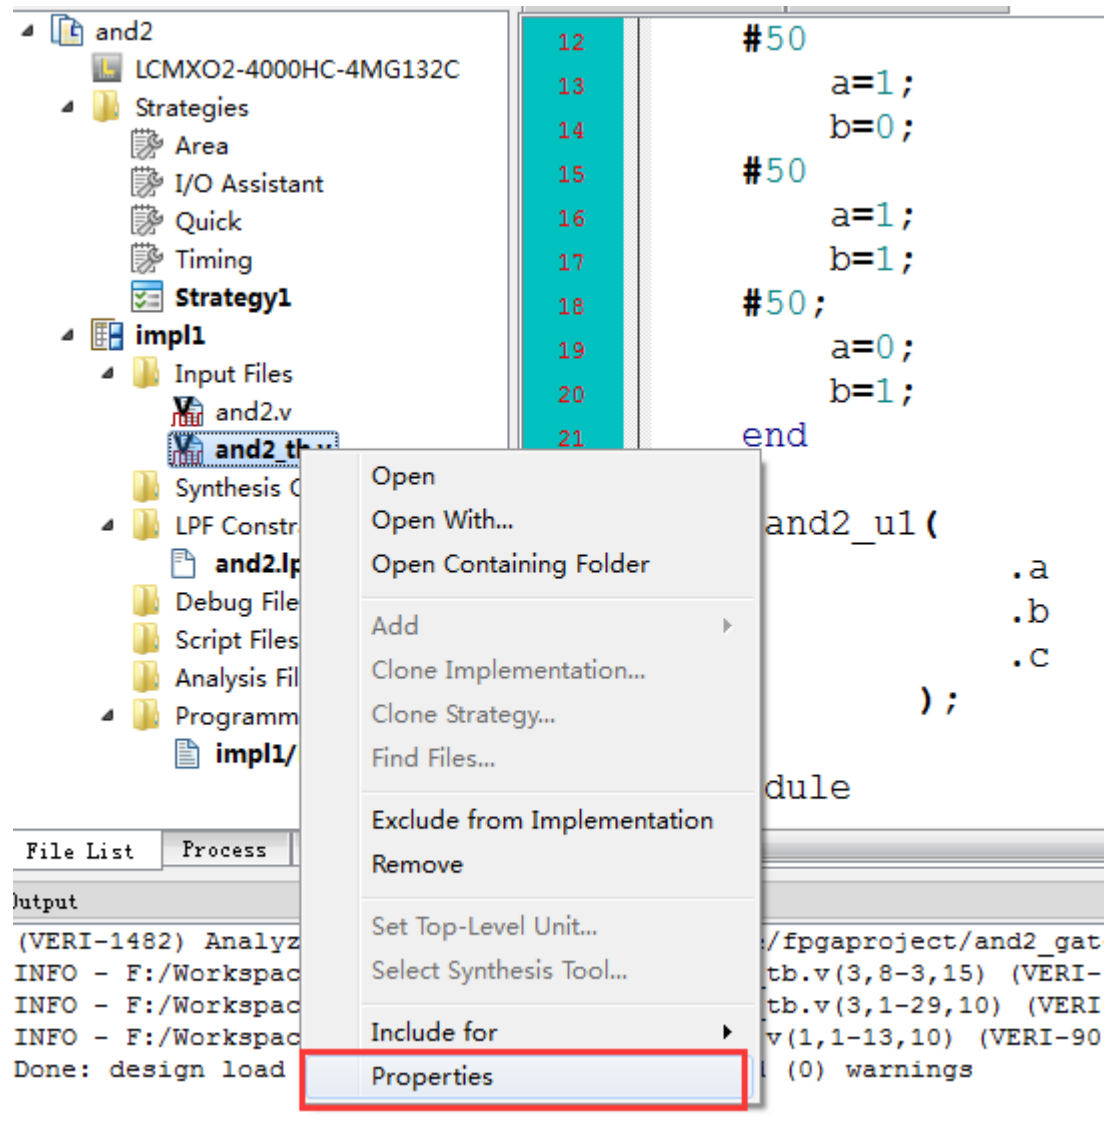 and2
LCMXO2-4000HC-4MG132C
Strategies
Area
I/O Assistant
Quick
Timing
Strategy1
impl1
Input Files
and2.v
and2_tb.v
Synthesis
LPF Constr
and2.lp
Debug File
Script Files
Analysis Fil
Programm
impl1/
File List
Process
12 #50
13 a=1;
14 b=0;
15 #50
16 a=1;
17 b=1;
18 #50;
19 a=0;
20 b=1;
21 end
and2_u1(
.a
.b
.c
);
dule
Open
Open With...
Open Containing Folder
Add
Clone Implementation...
Clone Strategy...
Find Files...
Exclude from Implementation
Remove
Set Top-Level Unit...
Select Synthesis Tool...
Include for
Properties
Output
(VERI-1482) Analyz /fpgaproject/and2_gat
INFO - F:/Workspac tb.v(3,8-3,15) (VERI-
INFO - F:/Workspac tb.v(3,1-29,10) (VERI
INFO - F:/Workspac v(1,1-13,10) (VERI-90
Done: design load (0) warnings